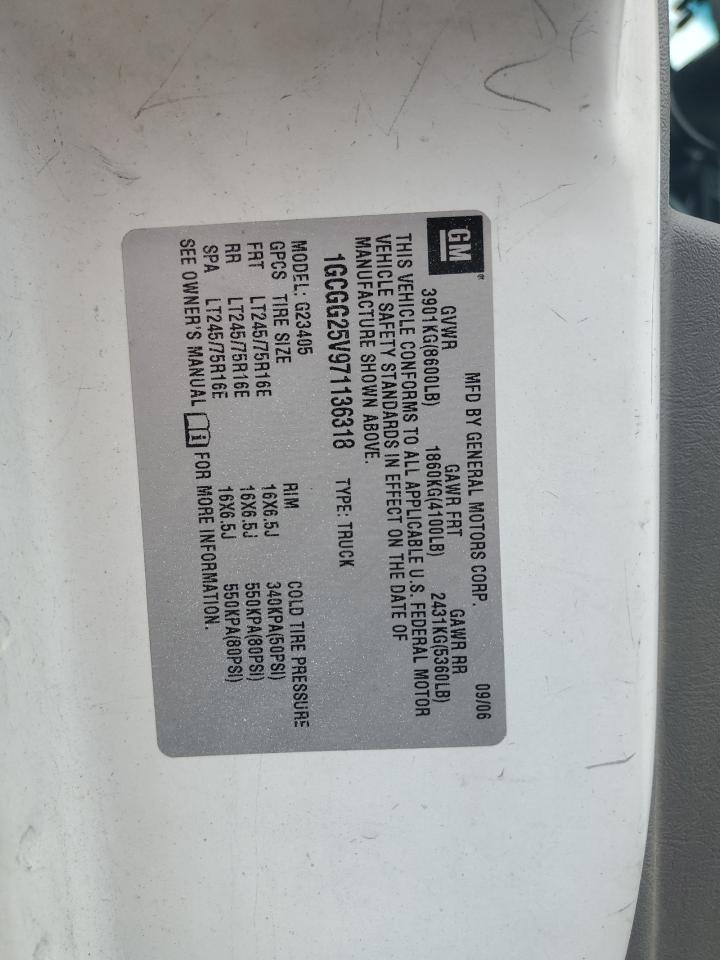 GM
MFD BY GENERAL MOTORS CORP. 09/06
GVWR GAWR FRT GAWR RR
3901KG(8600LB) 1860KG(4100LB) 2431KG(5360LB)
THIS VEHICLE CONFORMS TO ALL APPLICABLE U.S. FEDERAL MOTOR
VEHICLE SAFETY STANDARDS IN EFFECT ON THE DATE OF
MANUFACTURE SHOWN ABOVE.
1GCGG25V971136318 TYPE: TRUCK
MODEL: G23405
GPCS TIRE SIZE RIM COLD TIRE PRESSURE
FRT LT245/75R16E 16X6.5J 340KPA(50PSI)
RR LT245/75R16E 16X6.5J 550KPA(80PSI)
SPA LT245/75R16E 16X6.5J 550KPA(80PSI)
SEE OWNER'S MANUAL FOR MORE INFORMATION.